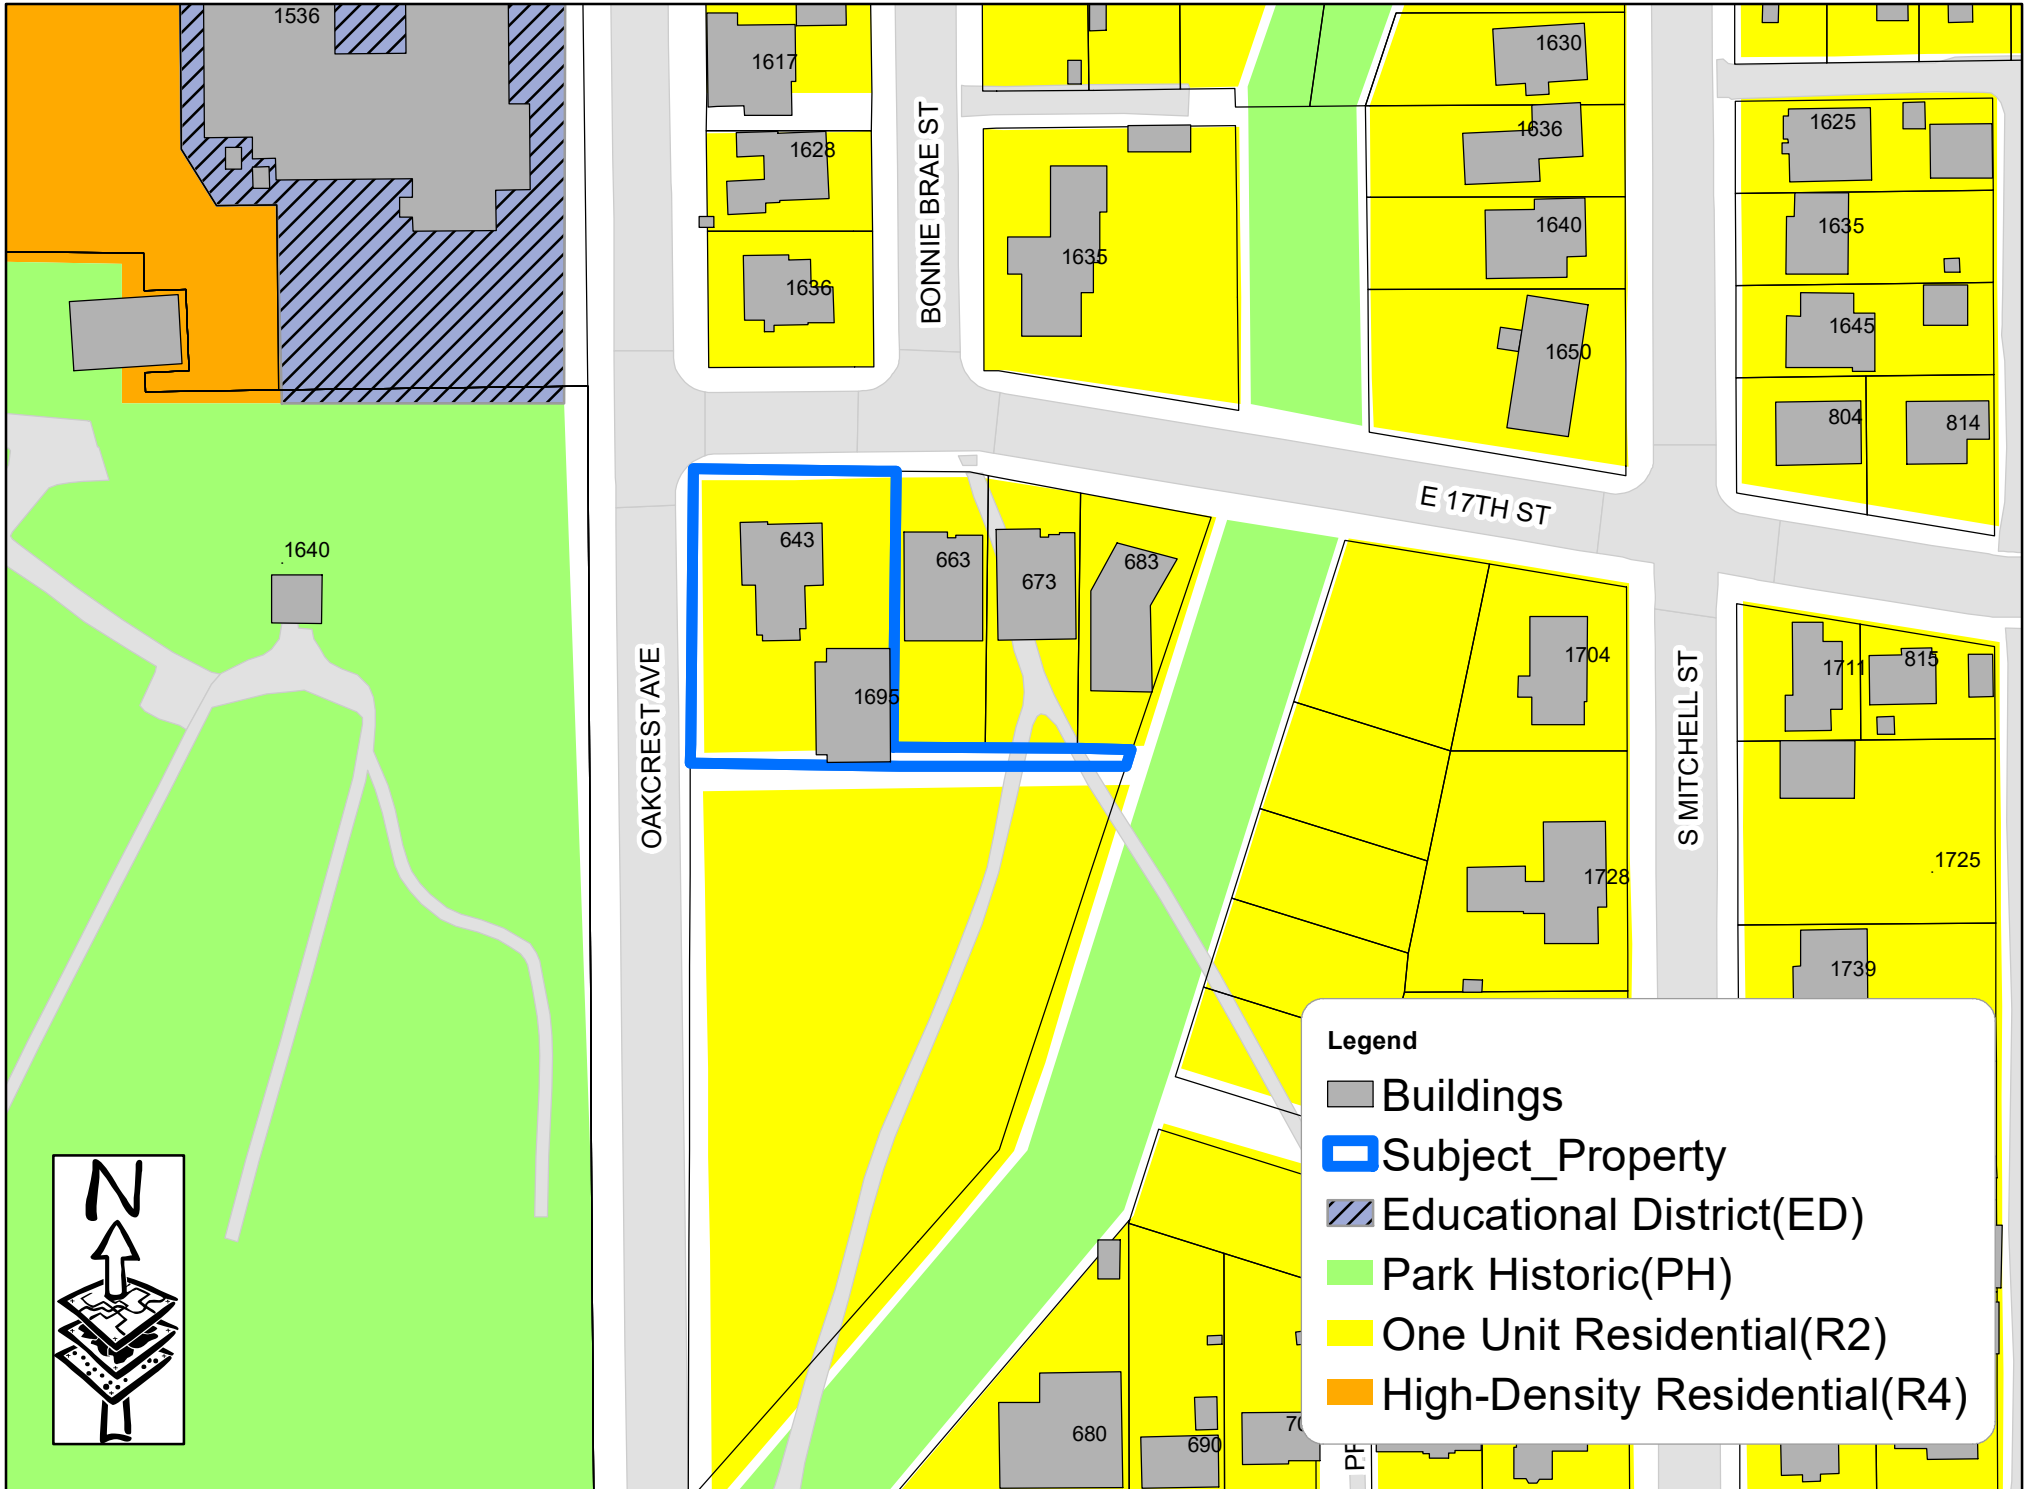 1536
1617
1630
1628
1636
1625
1640
1635
1635
1636
1645
1650
804
814
BONNIE BRAE ST
E 17TH ST
643
663
673
683
1640
1695
OAKCREST AVE
1704
S MITCHELL ST
1711
815
1728
1725
1739
Legend
Buildings
Subject_Property
Educational District(ED)
Park Historic(PH)
One Unit Residential(R2)
High-Density Residential(R4)
N
680
690